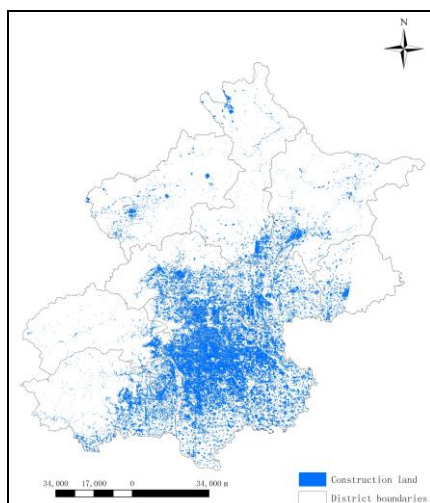 N
34,000 17,000 0 34,000 m
Construction land
District boundaries